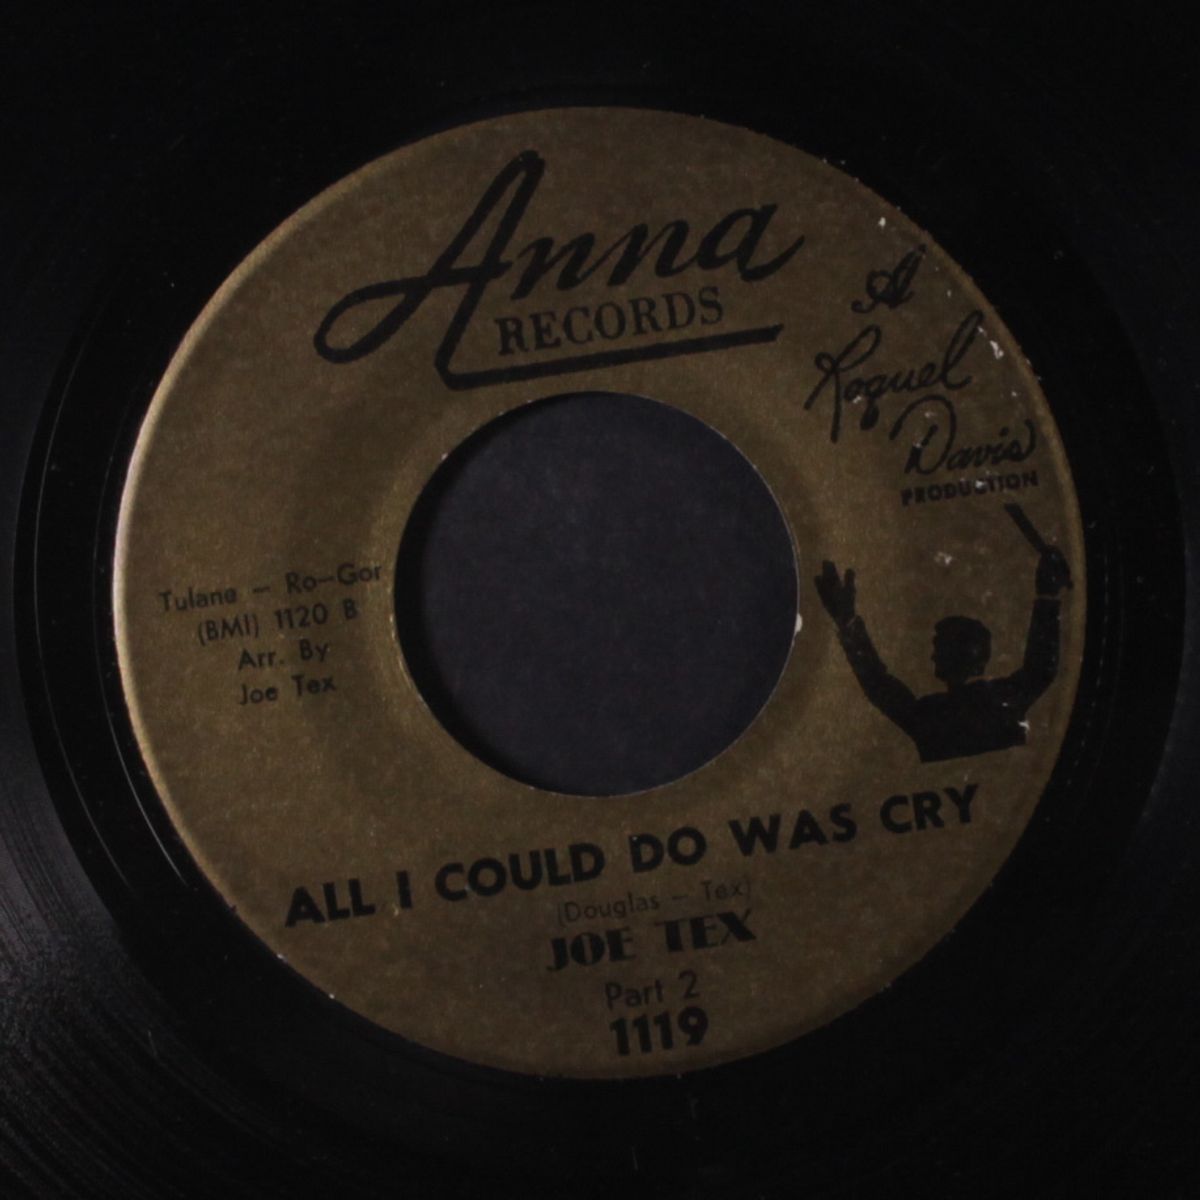 Anna
RECORDS
A
Roquel
Davis
PRODUCTION
Tulane – Ro–Gor
(BMI) 1120 B
Arr. By
Joe Tex
ALL I COULD DO WAS CRY
(Douglas – Tex)
JOE TEX
Part 2
1119